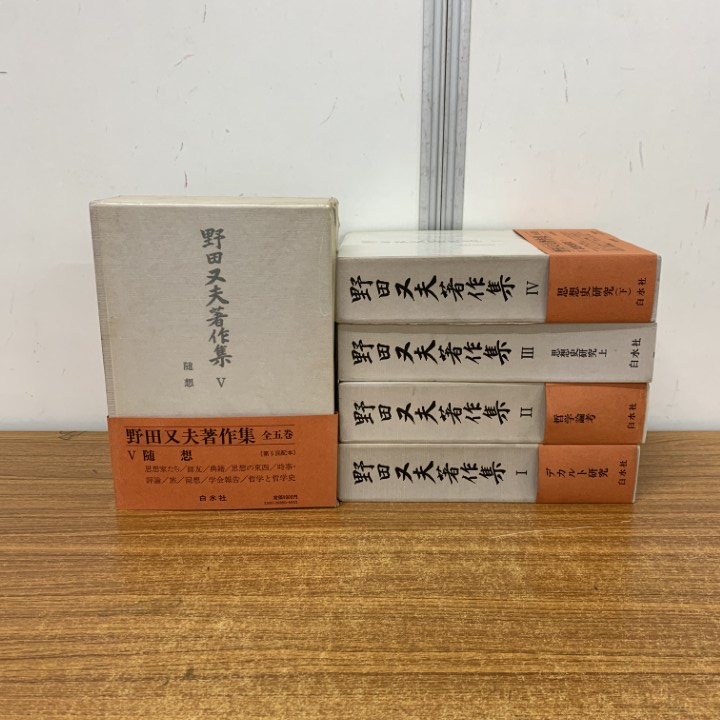 野田又夫著作集
V
随想
野田又夫著作集 全五巻
V 随想
(第5回配本)
思想家たち/師友/典籍/思想の東西/時事・
評論/旅/回想/学会報告/哲学と哲学史
白水社
野田又夫著作集 IV
思想史研究(下)
白水社
野田又夫著作集 III
思想史研究 上
白水社
野田又夫著作集 II
哲学論考
白水社
野田又夫著作集 I
デカルト研究
白水社